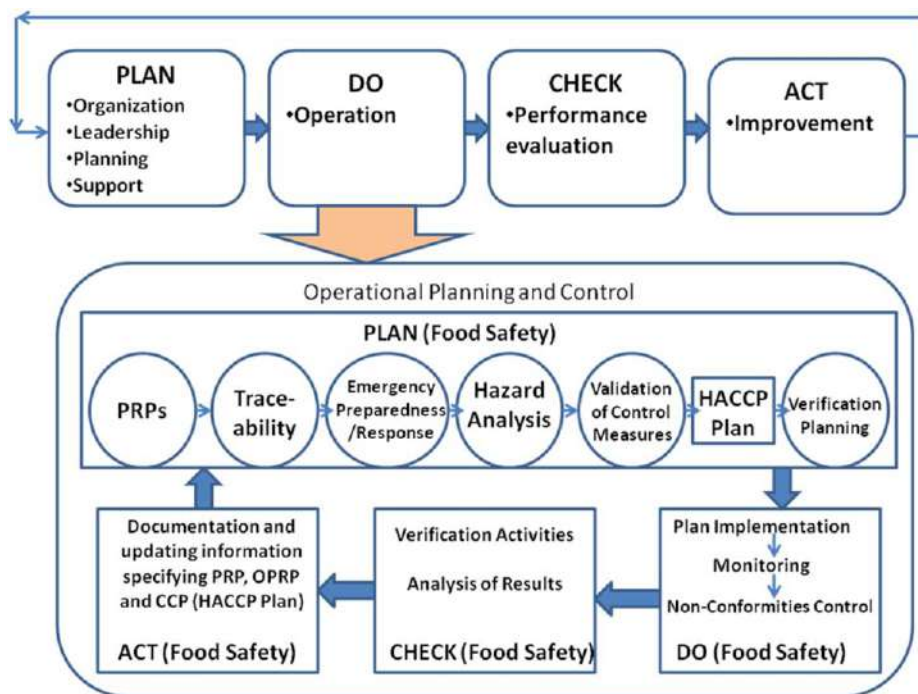 PLAN
•Organization
•Leadership
•Planning
•Support
DO
•Operation
CHECK
•Performance
evaluation
ACT
•Improvement
Operational Planning and Control
PLAN (Food Safety)
PRPs
Trace-
ability
Emergency
Preparedness
/Response
Hazard
Analysis
Validation
of Control
Measures
HACCP
Plan
Verification
Planning
Documentation and
updating information
specifying PRP, OPRP
and CCP (HACCP Plan)
ACT (Food Safety)
Verification Activities
Analysis of Results
CHECK (Food Safety)
Plan Implementation
Monitoring
Non-Conformities Control
DO (Food Safety)